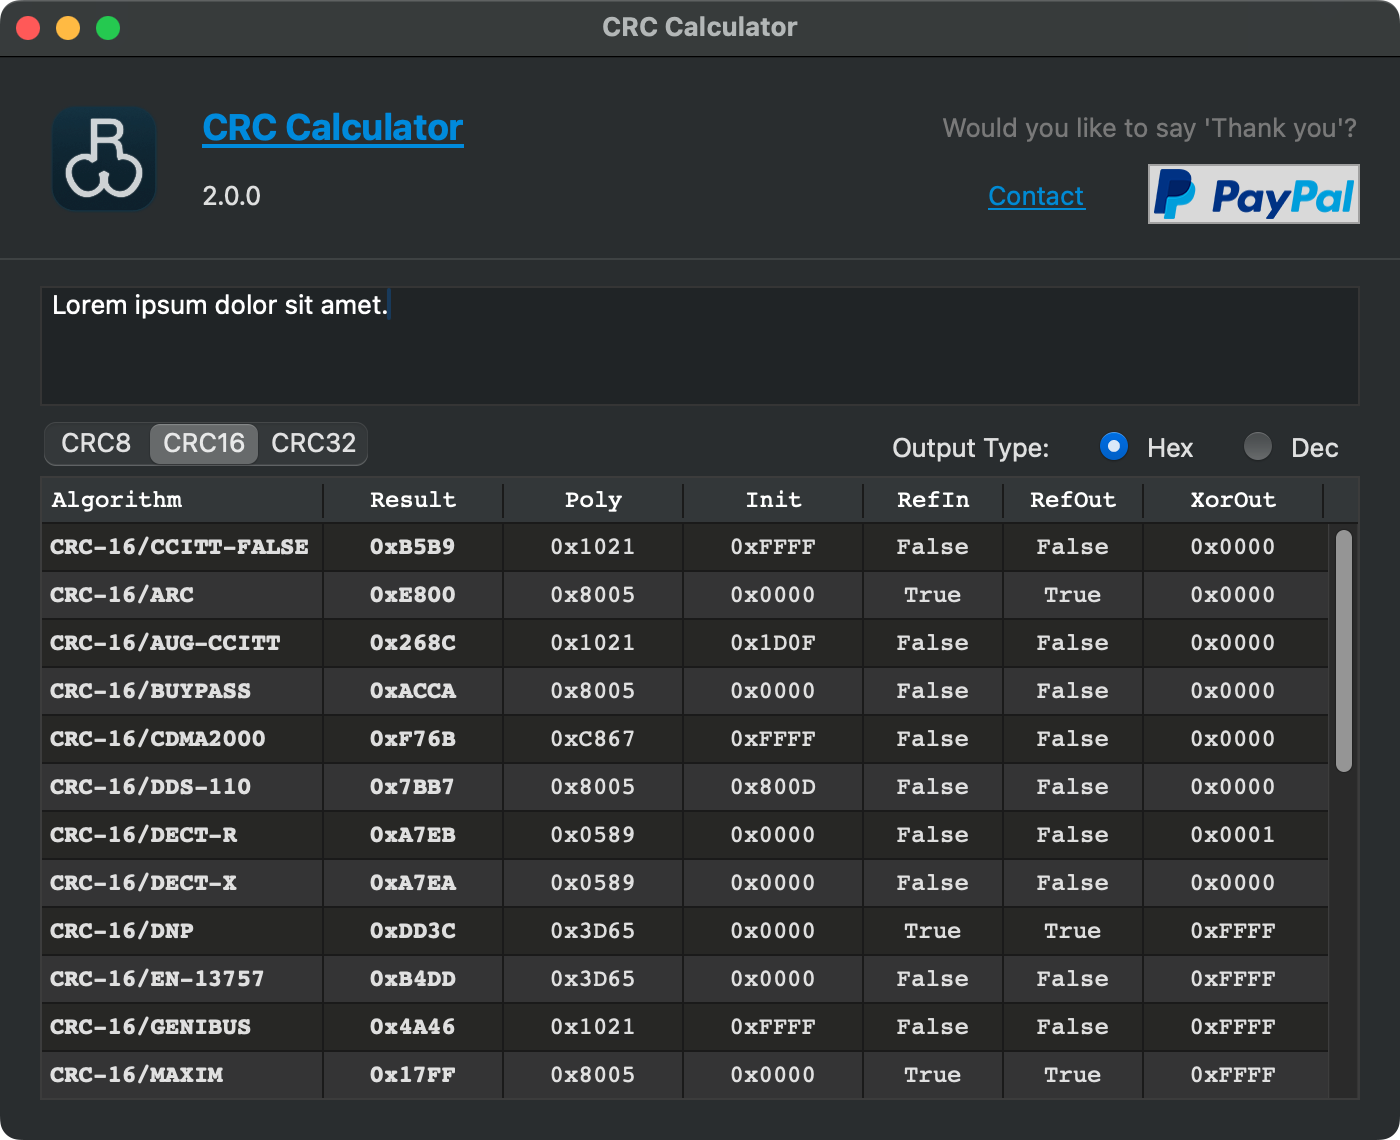 CRC Calculator
CRC Calculator
Would you like to say 'Thank you'?
2.0.0
Contact
PayPal
Lorem ipsum dolor sit amet.
CRC8 CRC16 CRC32 Output Type: Hex Dec
Algorithm Result Poly Init RefIn RefOut XorOut
CRC-16/CCITT-FALSE 0xB5B9 0x1021 0xFFFF False False 0x0000
CRC-16/ARC 0xE800 0x8005 0x0000 True True 0x0000
CRC-16/AUG-CCITT 0x268C 0x1021 0x1D0F False False 0x0000
CRC-16/BUYPASS 0xACCA 0x8005 0x0000 False False 0x0000
CRC-16/CDMA2000 0xF76B 0xC867 0xFFFF False False 0x0000
CRC-16/DDS-110 0x7BB7 0x8005 0x800D False False 0x0000
CRC-16/DECT-R 0xA7EB 0x0589 0x0000 False False 0x0001
CRC-16/DECT-X 0xA7EA 0x0589 0x0000 False False 0x0000
CRC-16/DNP 0xDD3C 0x3D65 0x0000 True True 0xFFFF
CRC-16/EN-13757 0xB4DD 0x3D65 0x0000 False False 0xFFFF
CRC-16/GENIBUS 0x4A46 0x1021 0xFFFF False False 0xFFFF
CRC-16/MAXIM 0x17FF 0x8005 0x0000 True True 0xFFFF